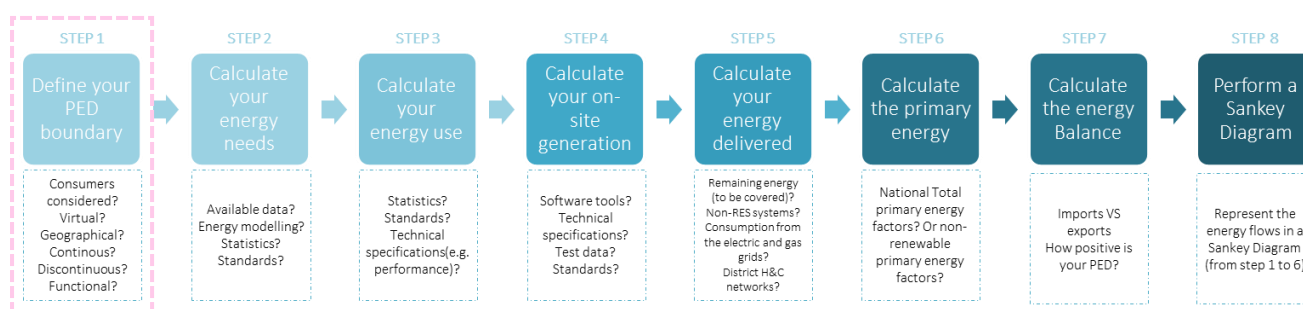 STEP 1
Define your
PED
boundary
Consumers
considered?
Virtual?
Geographical?
Continous?
Discontinuous?
Functional?
STEP 2
Calculate
your
energy
needs
Available data?
Energy modelling?
Statistics?
Standards?
STEP 3
Calculate
your
energy use
Statistics?
Standards?
Technical
specifications(e.g.
performance)?
STEP 4
Calculate
your on-
site
generation
Software tools?
Technical
specifications?
Test data?
Standards?
STEP 5
Calculate
your
energy
delivered
Remaining energy
(to be covered)?
Non-RES systems?
Consumption from
the electric and gas
grids?
District H&C
networks?
STEP 6
Calculate
the primary
energy
National Total
primary energy
factors? Or non-
renewable
primary energy
factors?
STEP 7
Calculate
the energy
Balance
Imports VS
exports
How positive is
your PED?
STEP 8
Perform a
Sankey
Diagram
Represent the
energy flows in a
Sankey Diagram
(from step 1 to 6)